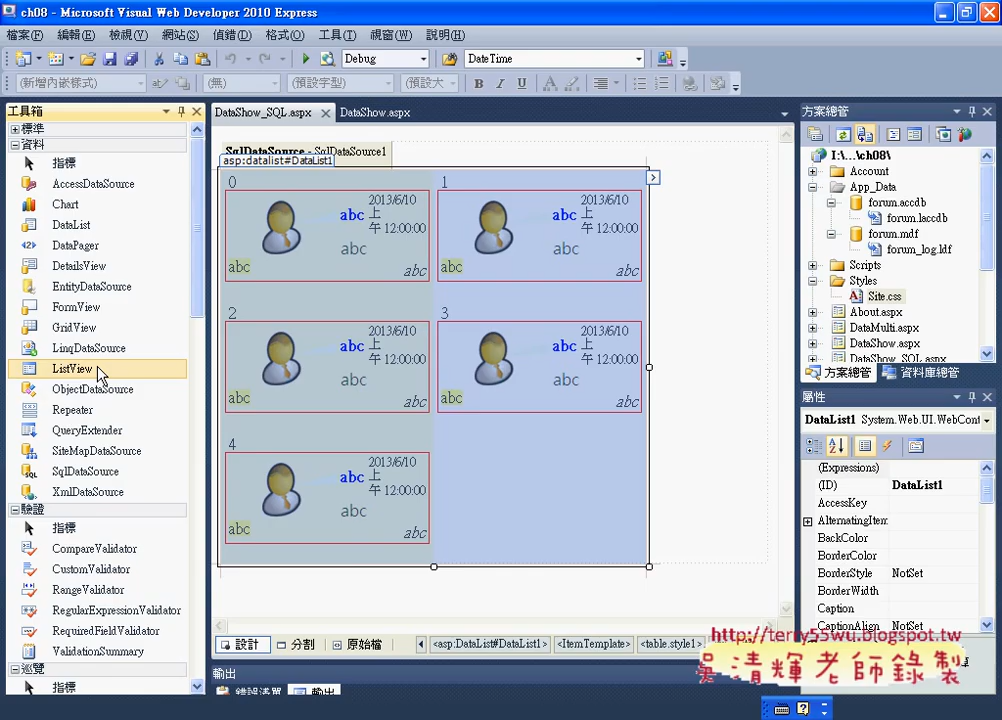 ch08 - Microsoft Visual Web Developer 2010 Express
檔案(F) 編輯(E) 檢視(V) 網站(S) 偵錯(D) 格式(O) 工具(T) 視窗(W) 說明(H)
Debug DateTime
(新增內嵌樣式) (無) (預設字型) (預設大 B I U A
工具箱
DataShow_SQL.aspx DataShow.aspx
標準
資料
指標
AccessDataSource
Chart
DataList
DataPager
DetailsView
EntityDataSource
FormView
GridView
LinqDataSource
ListView
ObjectDataSource
Repeater
QueryExtender
SiteMapDataSource
SqlDataSource
XmlDataSource
驗證
指標
CompareValidator
CustomValidator
RangeValidator
RegularExpressionValidator
RequiredFieldValidator
ValidationSummary
巡覽
指標
SqlDataSource - SqlDataSource1
asp:datalist#DataList1
0
abc
2013/6/10
上
午 12:00:00
abc
abc
abc
1
abc
2013/6/10
上
午 12:00:00
abc
abc
abc
2
abc
2013/6/10
上
午 12:00:00
abc
abc
abc
3
abc
2013/6/10
上
午 12:00:00
abc
abc
abc
4
abc
2013/6/10
上
午 12:00:00
abc
abc
abc
設計 分割 原始檔 <asp:DataList#DataList1> <ItemTemplate> <table.style1>
輸出
錯誤清單 輸出
方案總管
I:\...\ch08\
Account
App_Data
forum.accdb
forum.laccdb
forum.mdf
forum_log.ldf
Scripts
Styles
Site.css
About.aspx
DataMulti.aspx
DataShow.aspx
DataShow_SQL.aspx
方案總管 資料庫總管
屬性
DataList1 System.Web.UI.WebCont
(Expressions)
(ID) DataList1
AccessKey
AlternatingItem
BackColor
BorderColor
BorderStyle NotSet
BorderWidth
Caption
CaptionAlign NotSet
http://terry55wu.blogspot.tw
吳清輝老師錄製